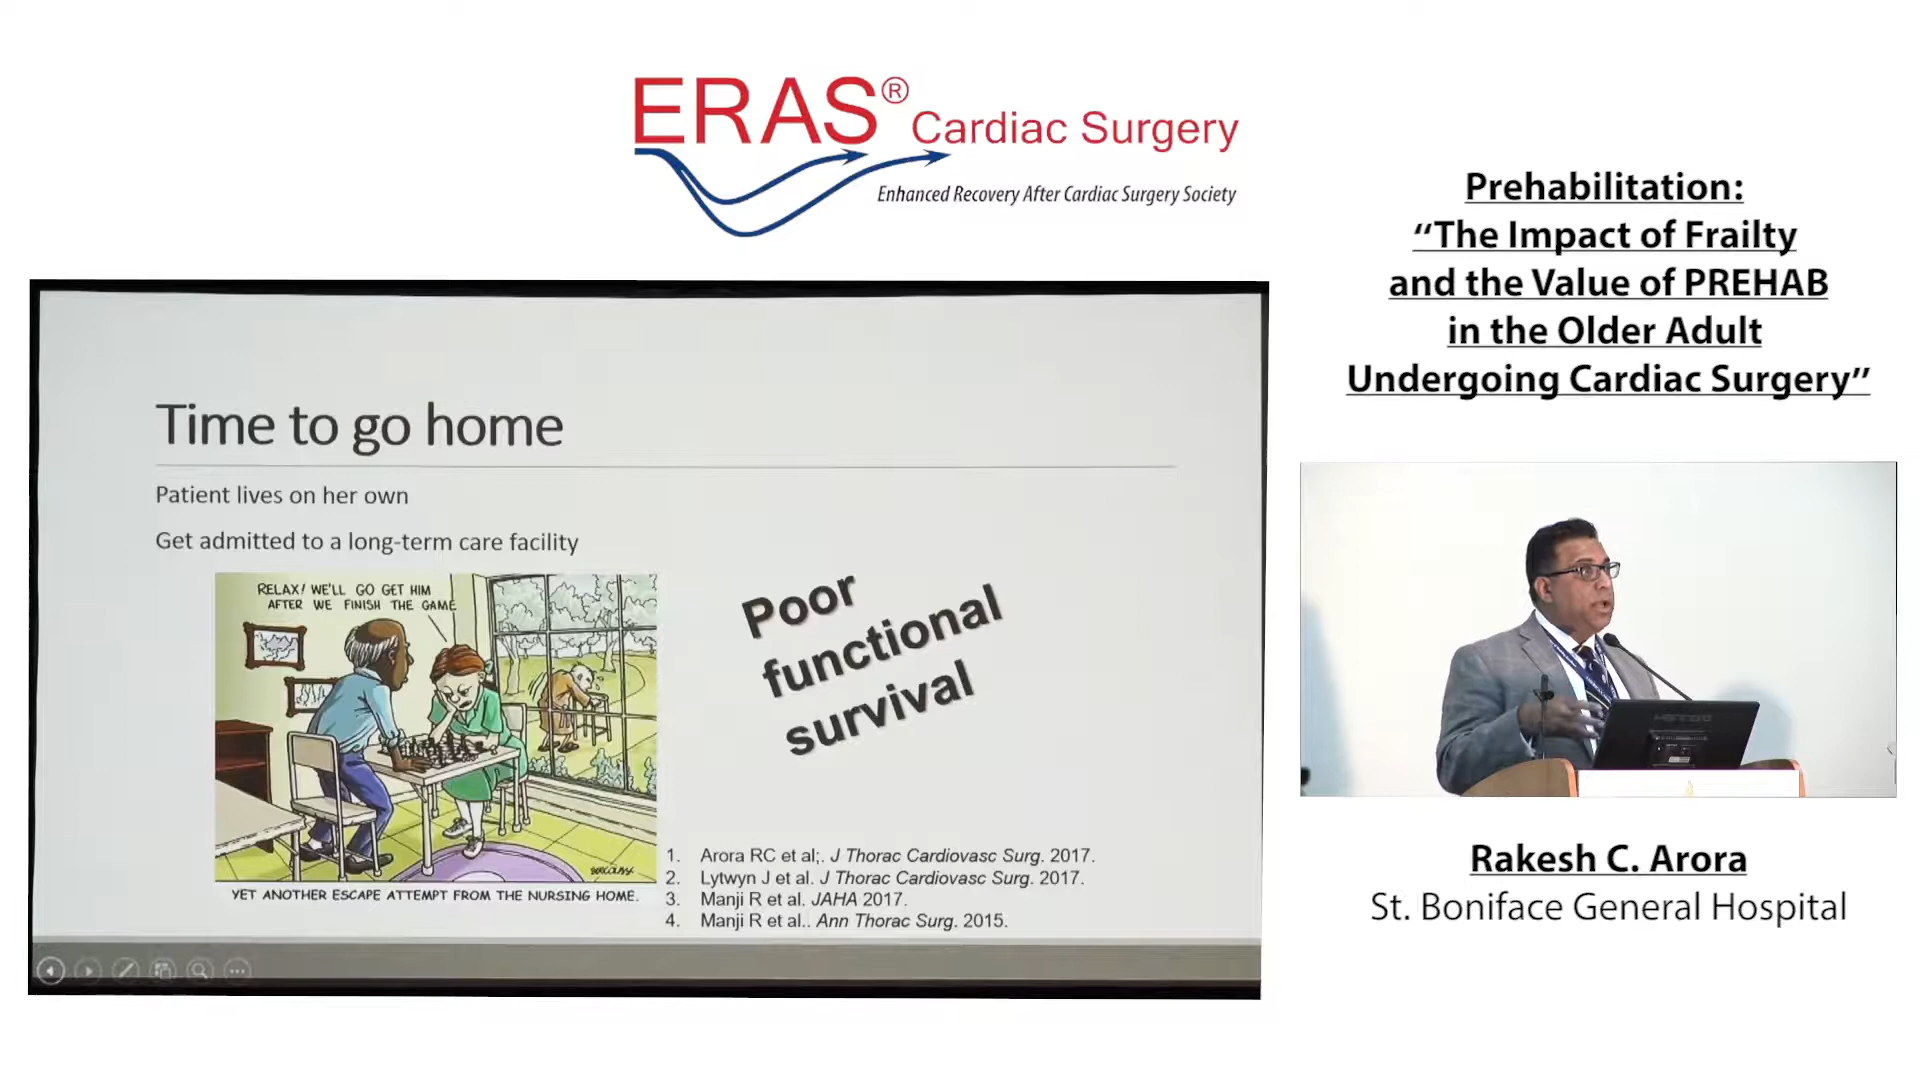 ERAS® Cardiac Surgery
Enhanced Recovery After Cardiac Surgery Society
Prehabilitation:
“The Impact of Frailty
and the Value of PREHAB
in the Older Adult
Undergoing Cardiac Surgery”
Time to go home
Patient lives on her own
Get admitted to a long-term care facility
RELAX! WE'LL GO GET HIM
AFTER WE FINISH THE GAME
YET ANOTHER ESCAPE ATTEMPT FROM THE NURSING HOME.
Poor
functional
survival
1. Arora RC et al;. J Thorac Cardiovasc Surg. 2017.
2. Lytwyn J et al. J Thorac Cardiovasc Surg. 2017.
3. Manji R et al. JAHA 2017.
4. Manji R et al.. Ann Thorac Surg. 2015.
Rakesh C. Arora
St. Boniface General Hospital